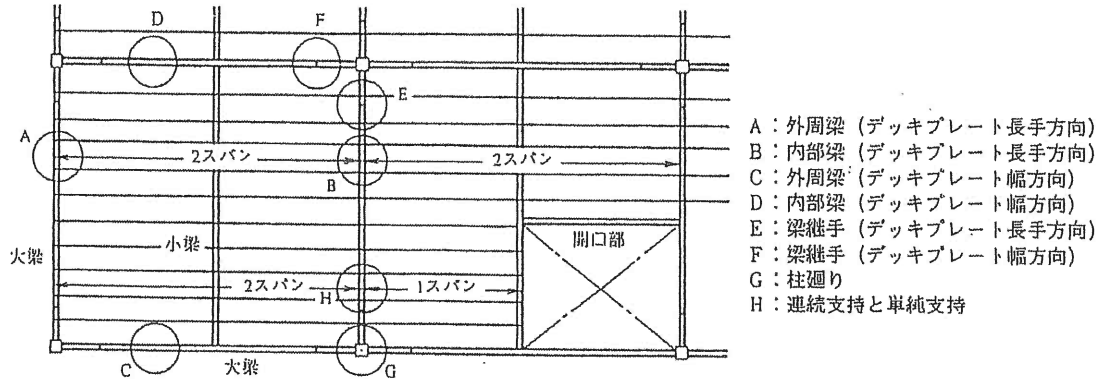 D
F
E
A
2スパン
2スパン
B
大梁
小梁
開口部
2スパン
H
1スパン
C
大梁
G
A：外周梁（デッキプレート長手方向）
B：内部梁（デッキプレート長手方向）
C：外周梁（デッキプレート幅方向）
D：内部梁（デッキプレート幅方向）
E：梁継手（デッキプレート長手方向）
F：梁継手（デッキプレート幅方向）
G：柱廻り
H：連続支持と単純支持